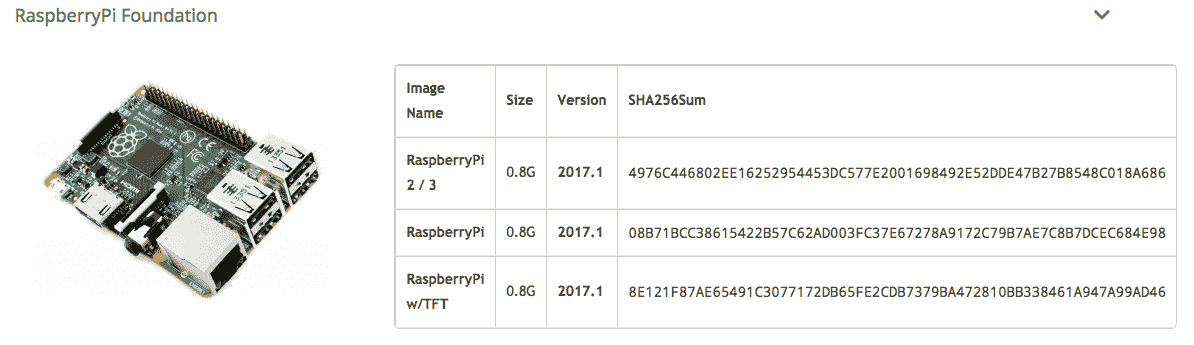 RaspberryPi Foundation
Image
Name
Size
Version
SHA256Sum
RaspberryPi
2 / 3
0.8G
2017.1
4976C446802EE16252954453DC577E2001698492E52DDE47B27B8548C018A686
RaspberryPi
0.8G
2017.1
08B71BCC38615422B57C62AD003FC37E67278A9172C79B7AE7C8B7DCEC684E98
RaspberryPi
w/TFT
0.8G
2017.1
8E121F87AE65491C3077172DB65FE2CDB7379BA472810BB338461A947A99AD46